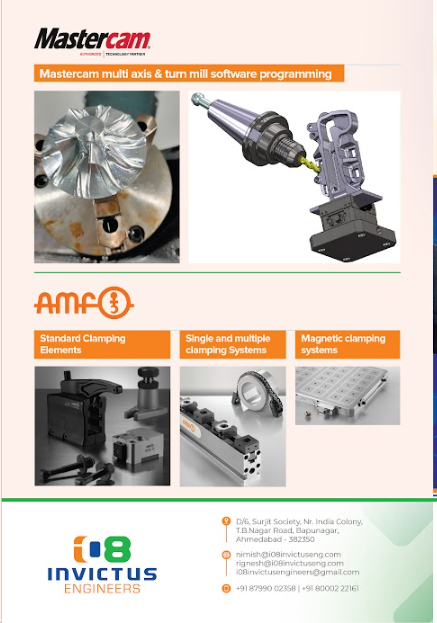 Mastercam
AUTHORIZED | TECHNOLOGY PARTNER
Mastercam multi axis & turn mill software programming
AMF
Standard Clamping
Elements
Single and multiple
clamping Systems
Magnetic clamping
systems
D/6, Surjit Society, Nr. India Colony,
T.B.Nagar Road, Bapunagar,
Ahmedabad - 382350
i08
INVICTUS
ENGINEERS
nimish@i08invictuseng.com
rignesh@i08invictuseng.com
i08invictusengineers@gmail.com
+91 87990 02358 | +91 80002 22161